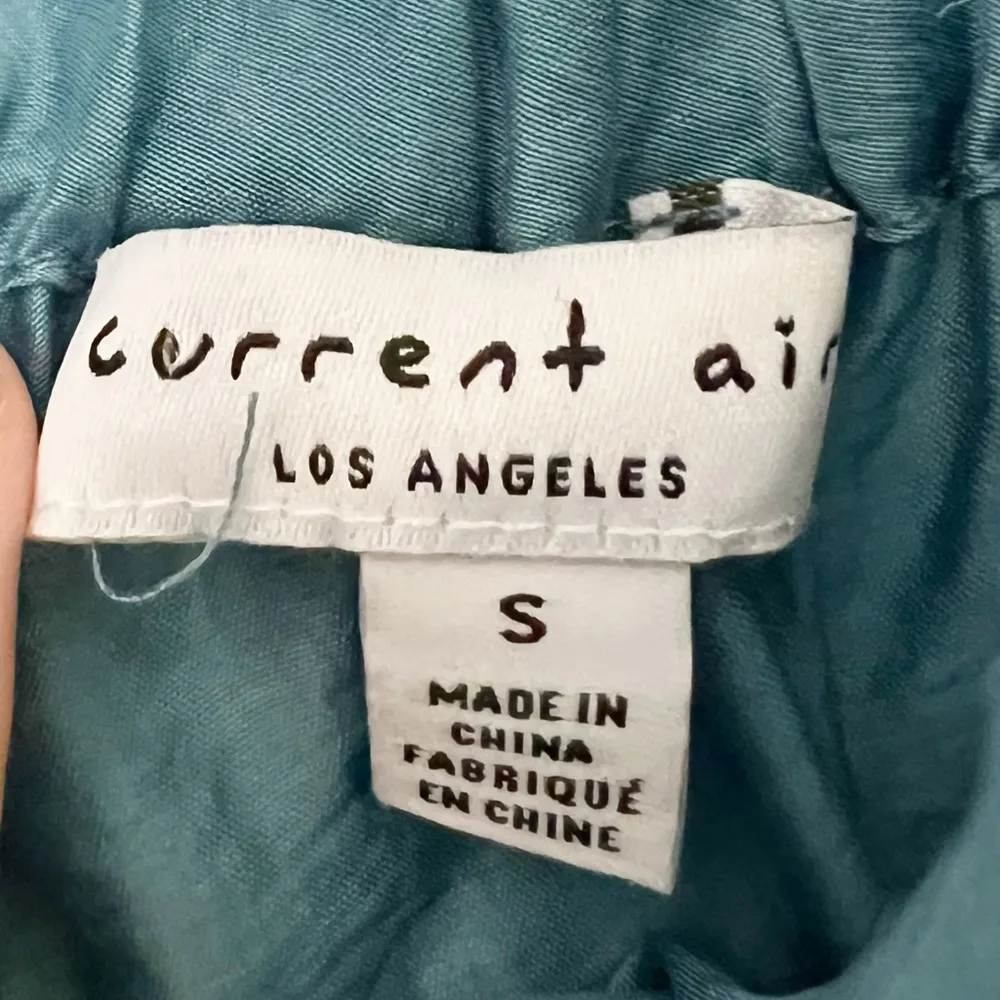 current air
LOS ANGELES
S
MADE IN
CHINA
FABRIQUÉ
EN CHINE